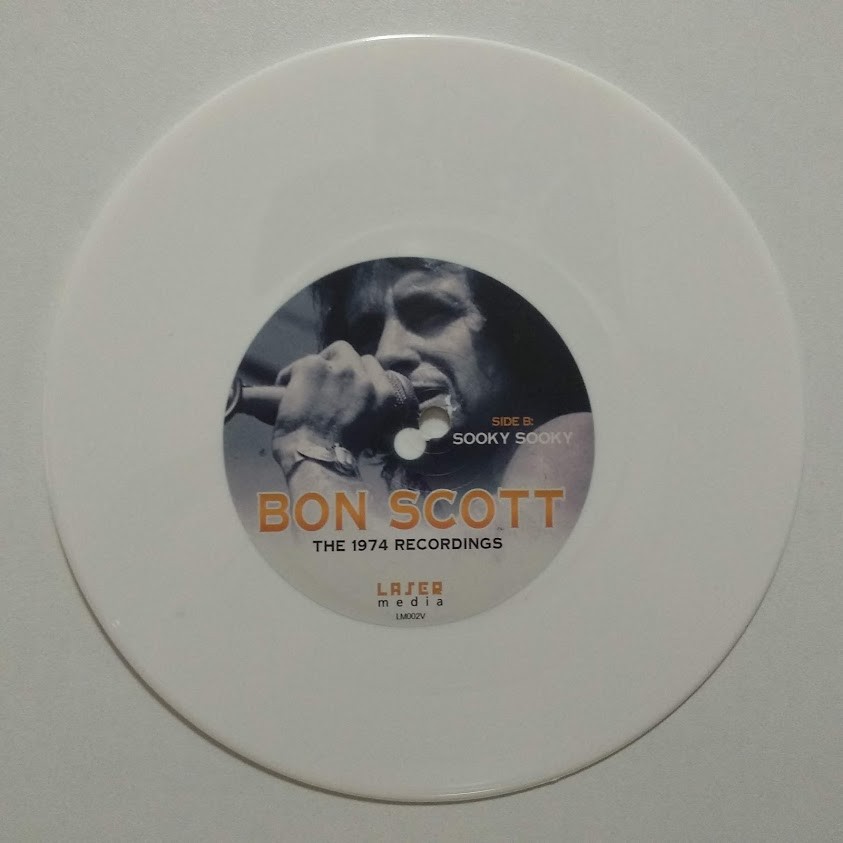 SIDE B:
SOOKY SOOKY
BON SCOTT
THE 1974 RECORDINGS
LASER
media
LM002V